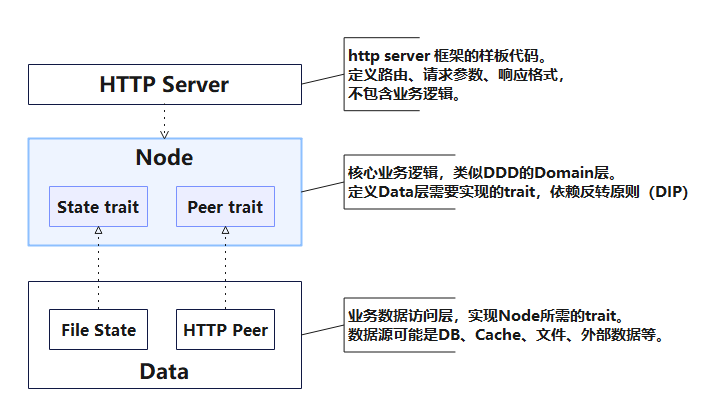 HTTP Server
http server 框架的样板代码。
定义路由、请求参数、响应格式，
不包含业务逻辑。
Node
State trait
Peer trait
核心业务逻辑，类似DDD的Domain层。
定义Data层需要实现的trait，依赖反转原则（DIP）
File State
HTTP Peer
Data
业务数据访问层，实现Node所需的trait。
数据源可能是DB、Cache、文件、外部数据等。